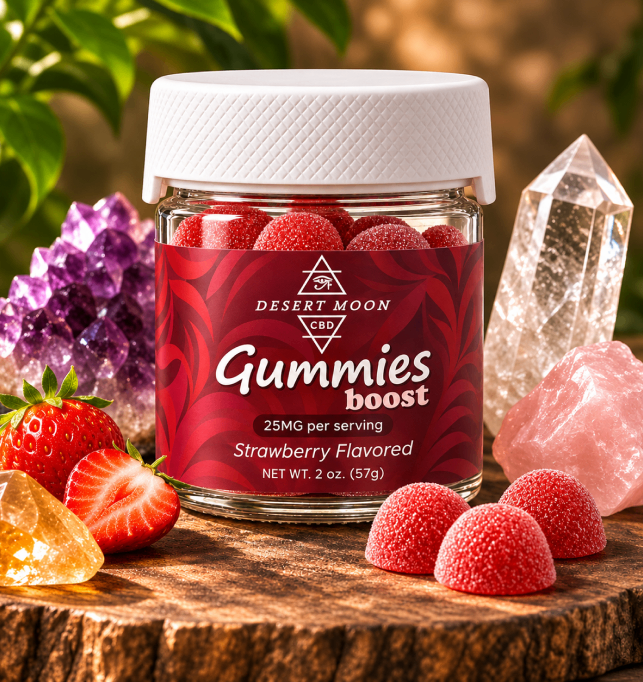 DESERT MOON
CBD
Gummies
boost
25MG per serving
Strawberry Flavored
NET WT. 2 oz. (57g)